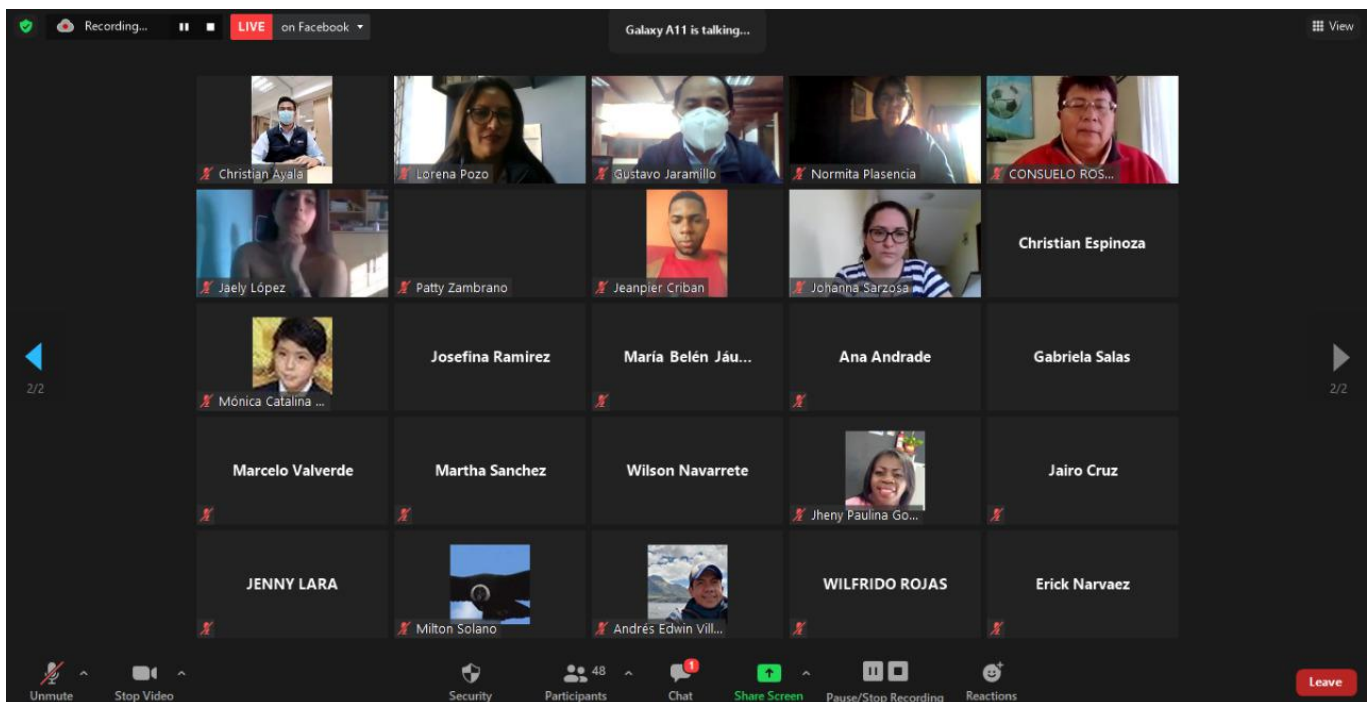 Recording...
LIVE on Facebook
Galaxy A11 is talking...
View
Christian Ayala
Lorena Pozo
Gustavo Jaramillo
Normita Plasencia
CONSUELO ROS...
Jaely López
Patty Zambrano
Jeanpier Criban
Johanna Sarzosa
Christian Espinoza
Mónica Catalina ...
Josefina Ramirez
María Belén Jáu...
Ana Andrade
Gabriela Salas
2/2
2/2
Marcelo Valverde
Martha Sanchez
Wilson Navarrete
Jheny Paulina Go...
Jairo Cruz
JENNY LARA
Milton Solano
Andrés Edwin Vill...
WILFRIDO ROJAS
Erick Narvaez
Unmute
Stop Video
Security
48
Participants
1
Chat
Share Screen
Pause/Stop Recording
Reactions
Leave